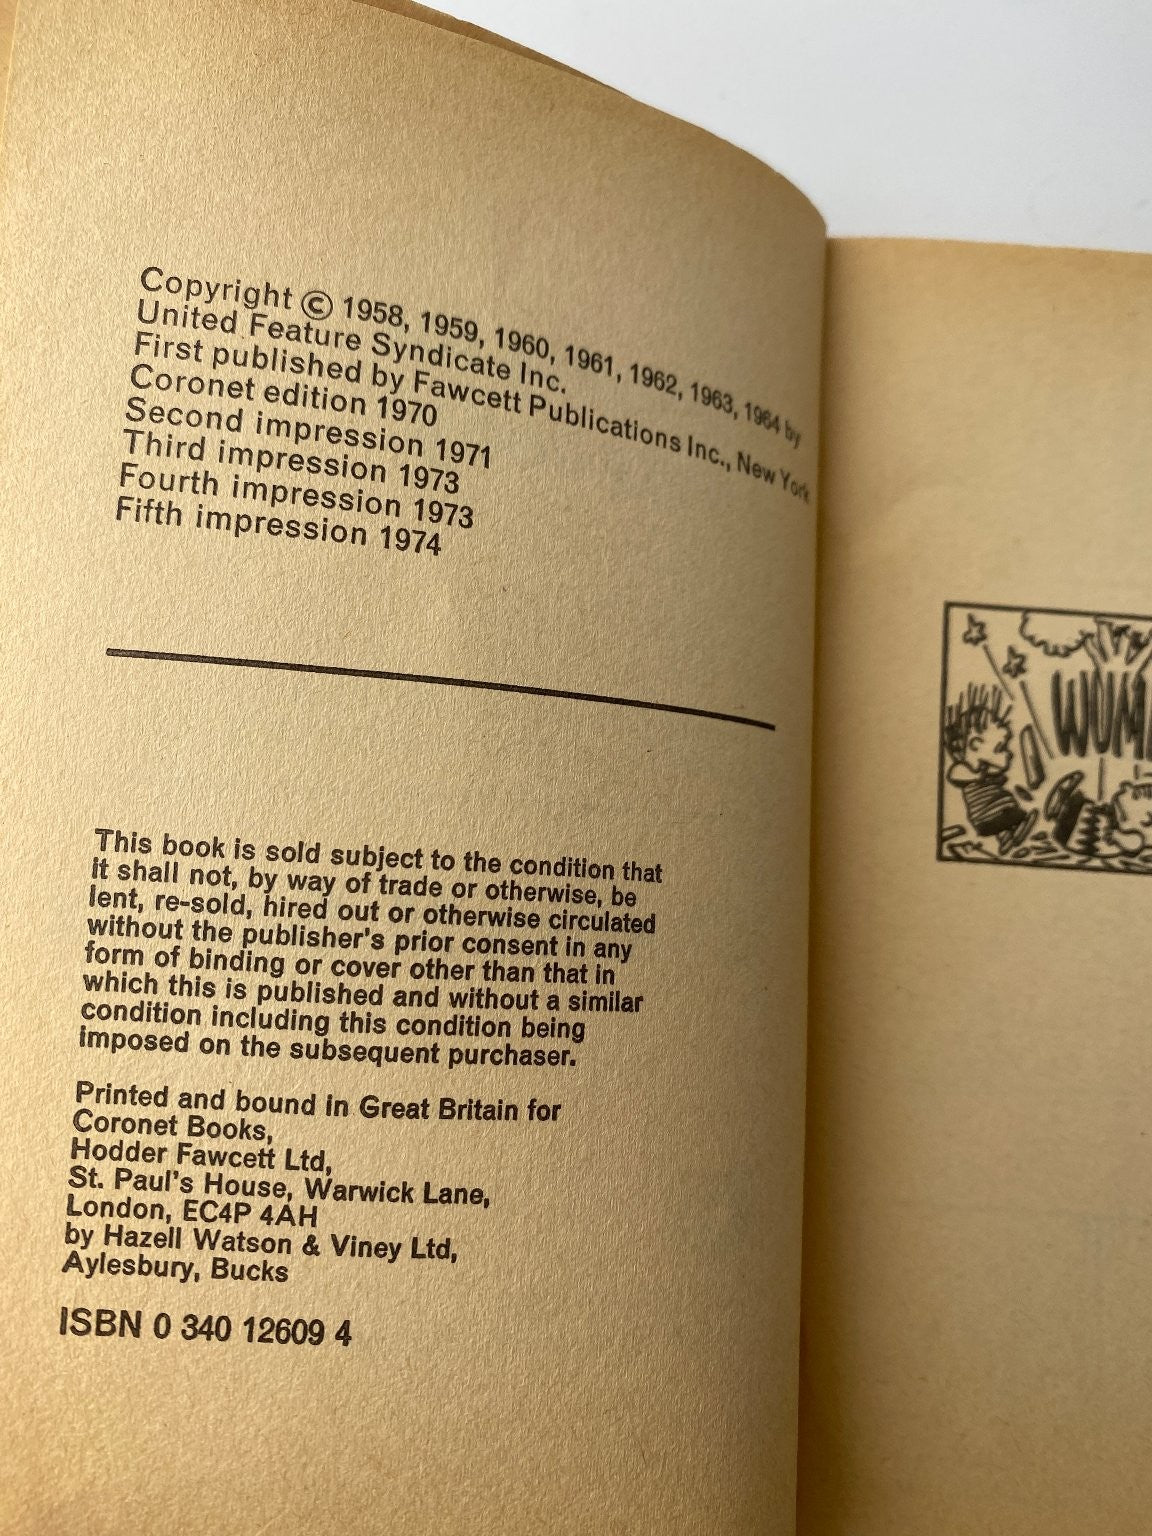 Copyright © 1958, 1959, 1960, 1961, 1962, 1963, 1964 by
United Feature Syndicate Inc.
First published by Fawcett Publications Inc., New York
Coronet edition 1970
Second impression 1971
Third impression 1973
Fourth impression 1973
Fifth impression 1974
This book is sold subject to the condition that
it shall not, by way of trade or otherwise, be
lent, re-sold, hired out or otherwise circulated
without the publisher's prior consent in any
form of binding or cover other than that in
which this is published and without a similar
condition including this condition being
imposed on the subsequent purchaser.
Printed and bound in Great Britain for
Coronet Books,
Hodder Fawcett Ltd,
St. Paul's House, Warwick Lane,
London, EC4P 4AH
by Hazell Watson & Viney Ltd,
Aylesbury, Bucks
ISBN 0 340 12609 4